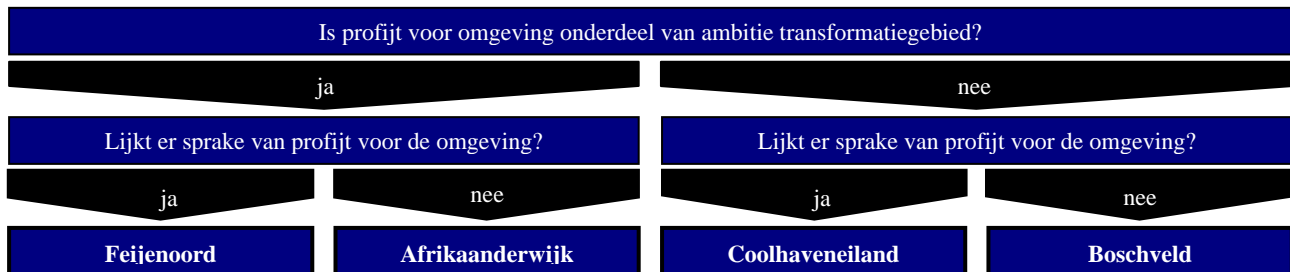 Is profijt voor omgeving onderdeel van ambitie transformatiegebied?
ja
nee
Lijkt er sprake van profijt voor de omgeving?
Lijkt er sprake van profijt voor de omgeving?
ja
nee
ja
nee
Feijenoord
Afrikaanderwijk
Coolhaveneiland
Boschveld